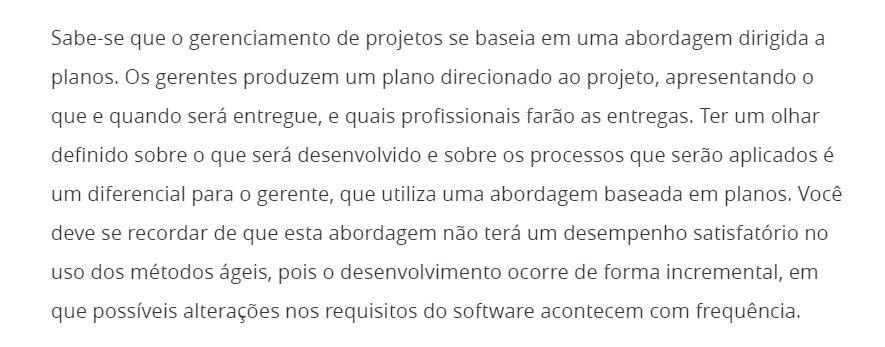 Sabe-se que o gerenciamento de projetos se baseia em uma abordagem dirigida a
planos. Os gerentes produzem um plano direcionado ao projeto, apresentando o
que e quando será entregue, e quais profissionais farão as entregas. Ter um olhar
definido sobre o que será desenvolvido e sobre os processos que serão aplicados é
um diferencial para o gerente, que utiliza uma abordagem baseada em planos. Você
deve se recordar de que esta abordagem não terá um desempenho satisfatório no
uso dos métodos ágeis, pois o desenvolvimento ocorre de forma incremental, em
que possíveis alterações nos requisitos do software acontecem com frequência.